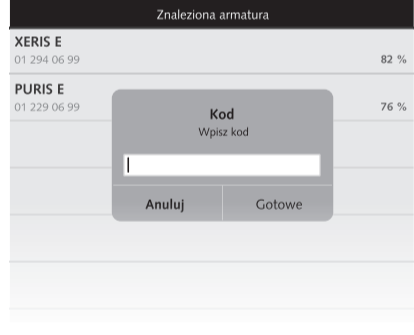 Znaleziona armatura
XERIS E
01 294 06 99
82 %
PURIS E
01 229 06 99
76 %
Kod
Wpisz kod
Anuluj
Gotowe